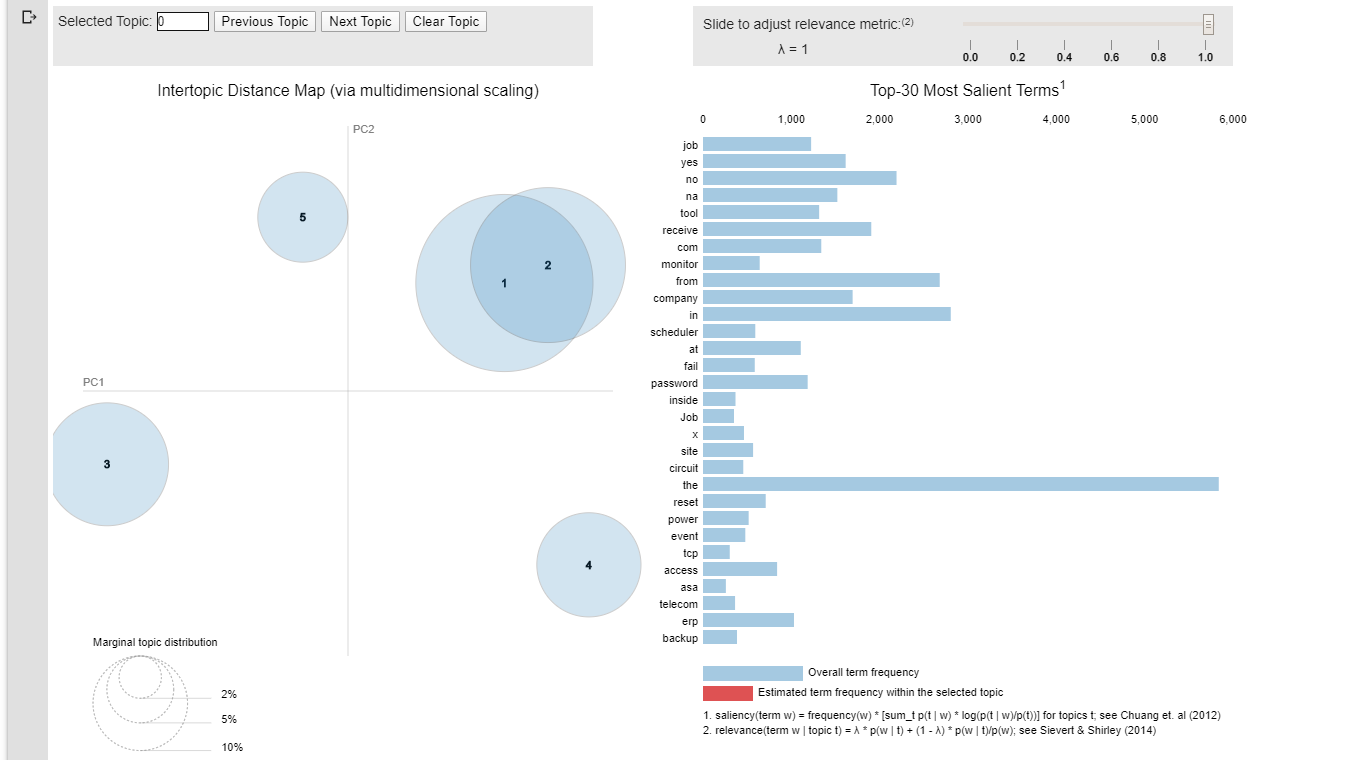 Selected Topic: 0 Previous Topic Next Topic Clear Topic
Slide to adjust relevance metric:(2)
λ = 1
0.0 0.2 0.4 0.6 0.8 1.0
Intertopic Distance Map (via multidimensional scaling)
PC2
PC1
5
2
1
3
4
Marginal topic distribution
2%
5%
10%
Top-30 Most Salient Terms1
0 1,000 2,000 3,000 4,000 5,000 6,000
job
yes
no
na
tool
receive
com
monitor
from
company
in
scheduler
at
fail
password
inside
Job
x
site
circuit
the
reset
power
event
tcp
access
asa
telecom
erp
backup
Overall term frequency
Estimated term frequency within the selected topic
1. saliency(term w) = frequency(w) * [sum_t p(t | w) * log(p(t | w)/p(t))] for topics t; see Chuang et. al (2012)
2. relevance(term w | topic t) = λ * p(w | t) + (1 - λ) * p(w | t)/p(w); see Sievert & Shirley (2014)